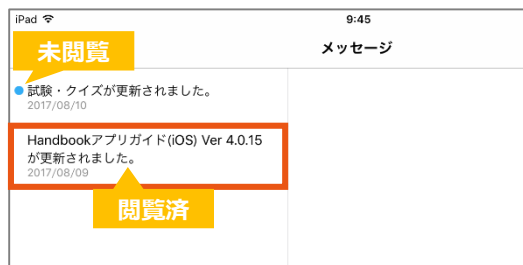 iPad 9:45
メッセージ
未閲覧
試験・クイズが更新されました。
2017/08/10
Handbookアプリガイド(iOS) Ver 4.0.15
が更新されました。
2017/08/09
閲覧済